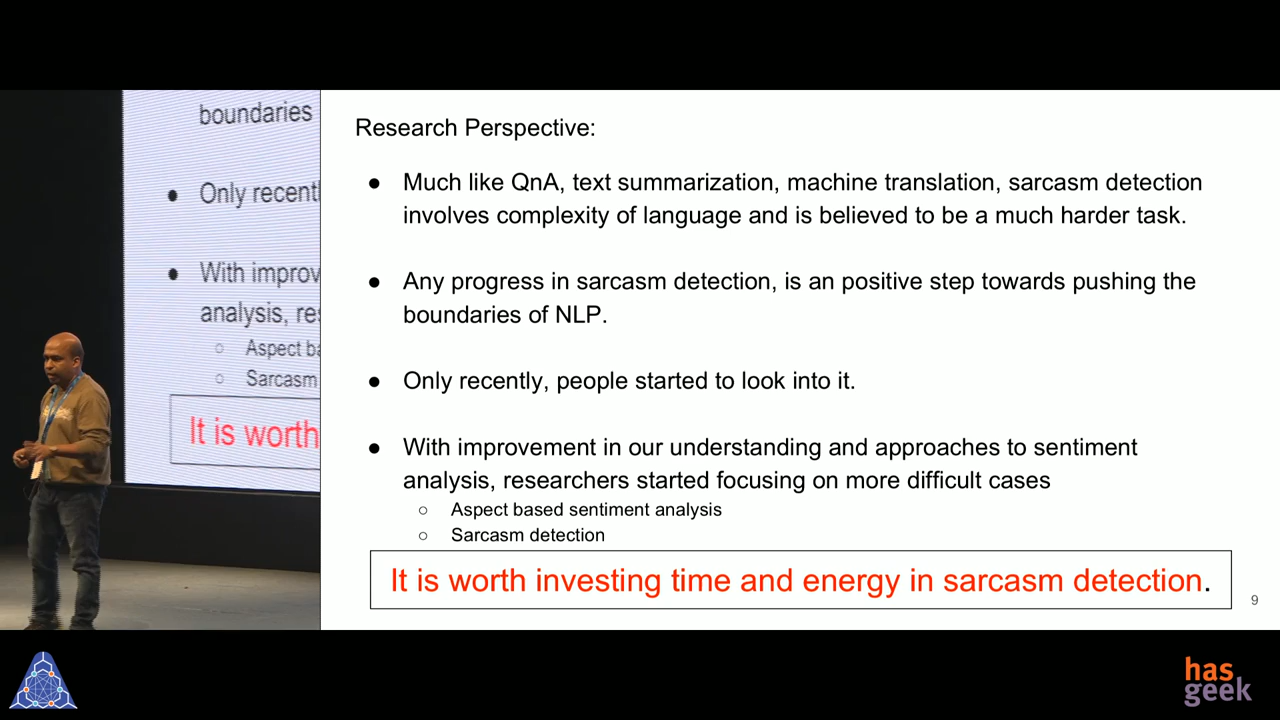 boundaries
● Only recentl
● With improv
analysis, re
○ Aspect ba
○ Sarcasm
It is worth
Research Perspective:
● Much like QnA, text summarization, machine translation, sarcasm detection
involves complexity of language and is believed to be a much harder task.
● Any progress in sarcasm detection, is an positive step towards pushing the
boundaries of NLP.
● Only recently, people started to look into it.
● With improvement in our understanding and approaches to sentiment
analysis, researchers started focusing on more difficult cases
○ Aspect based sentiment analysis
○ Sarcasm detection
It is worth investing time and energy in sarcasm detection.
9
has
geek